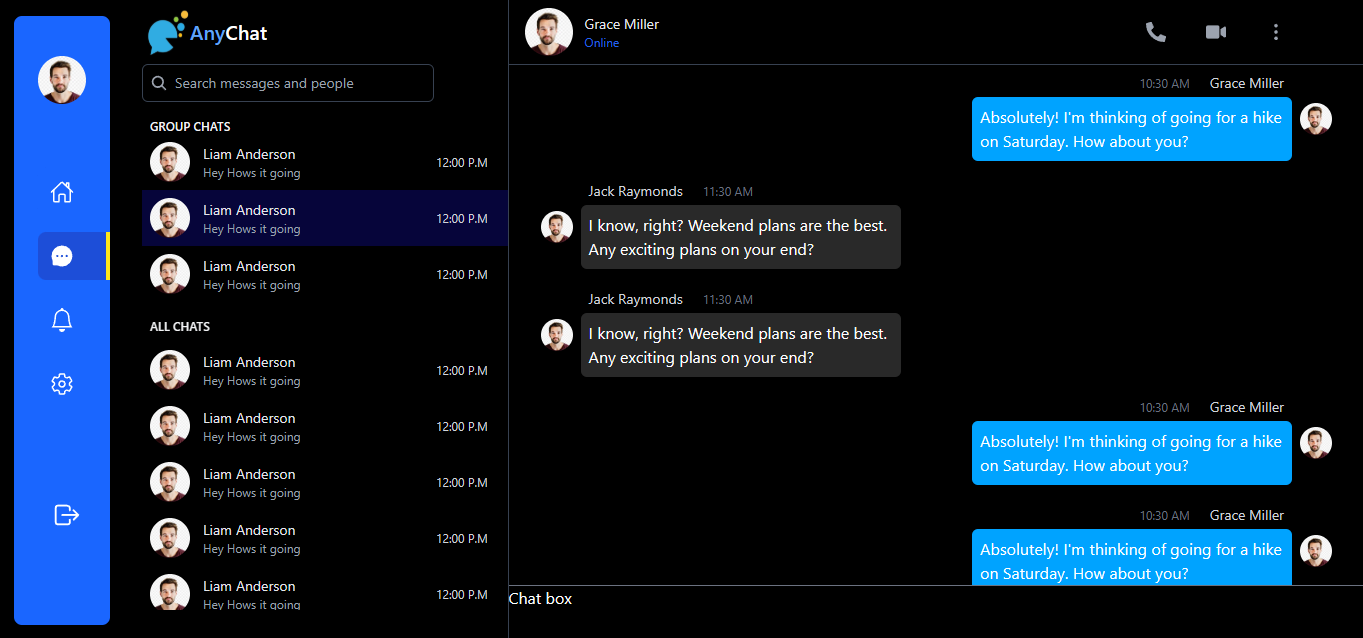 AnyChat
Search messages and people
GROUP CHATS
Liam Anderson
Hey Hows it going
12:00 P.M
Liam Anderson
Hey Hows it going
12:00 P.M
Liam Anderson
Hey Hows it going
12:00 P.M
ALL CHATS
Liam Anderson
Hey Hows it going
12:00 P.M
Liam Anderson
Hey Hows it going
12:00 P.M
Liam Anderson
Hey Hows it going
12:00 P.M
Liam Anderson
Hey Hows it going
12:00 P.M
Liam Anderson
Hey Hows it going
12:00 P.M
Grace Miller
Online
10:30 AM Grace Miller
Absolutely! I'm thinking of going for a hike
on Saturday. How about you?
Jack Raymonds 11:30 AM
I know, right? Weekend plans are the best.
Any exciting plans on your end?
Jack Raymonds 11:30 AM
I know, right? Weekend plans are the best.
Any exciting plans on your end?
10:30 AM Grace Miller
Absolutely! I'm thinking of going for a hike
on Saturday. How about you?
10:30 AM Grace Miller
Absolutely! I'm thinking of going for a hike
on Saturday. How about you?
Chat box